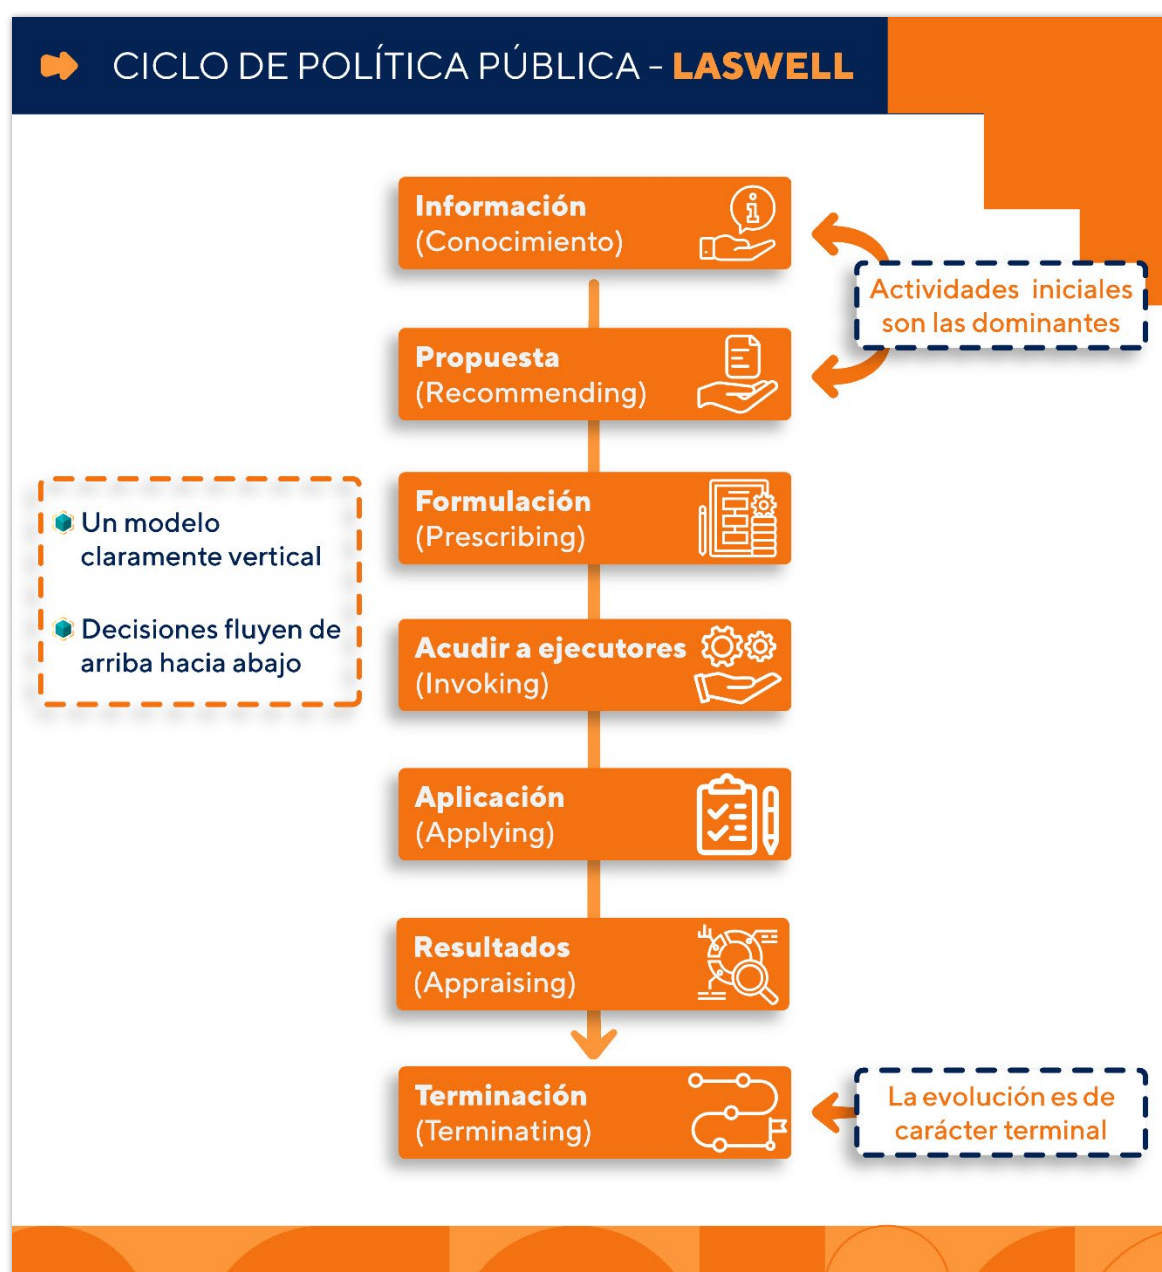 CICLO DE POLÍTICA PÚBLICA - LASWELL
Información
(Conocimiento)
Actividades iniciales
son las dominantes
Propuesta
(Recommending)
Formulación
(Prescribing)
Un modelo
claramente vertical
Decisiones fluyen de
arriba hacia abajo
Acudir a ejecutores
(Invoking)
Aplicación
(Applying)
Resultados
(Appraising)
Terminación
(Terminating)
La evolución es de
carácter terminal